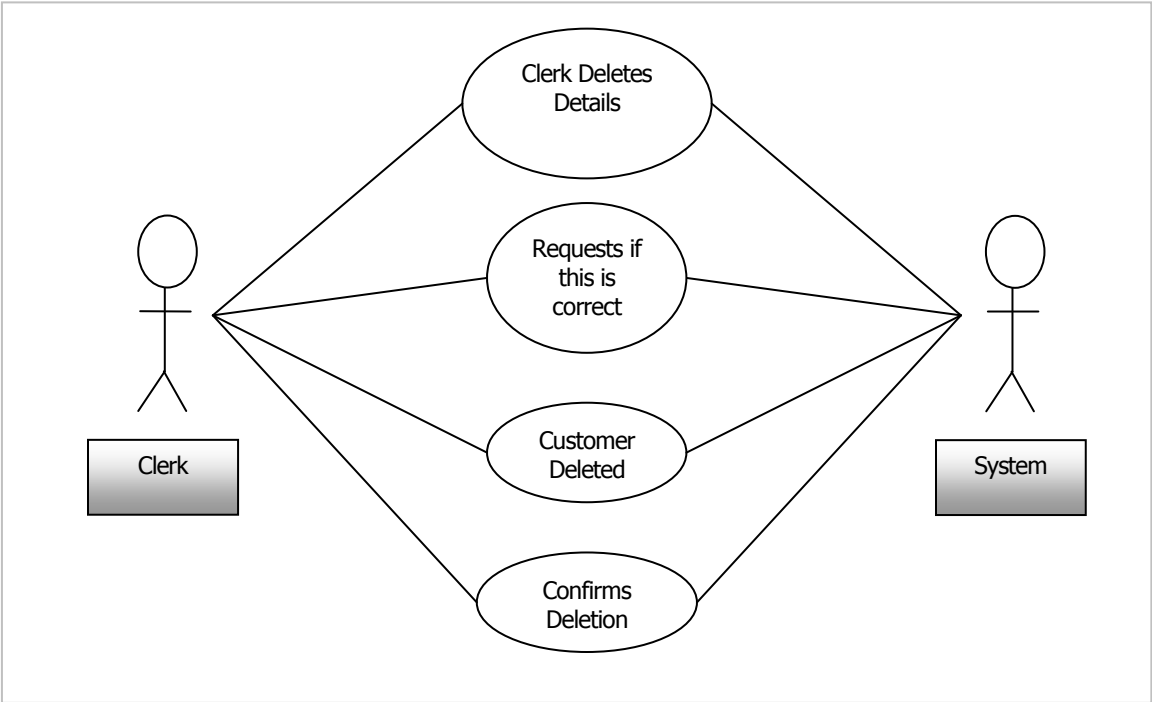 Clerk Deletes
Details
Requests if
this is
correct
Customer
Deleted
Clerk
System
Confirms
Deletion